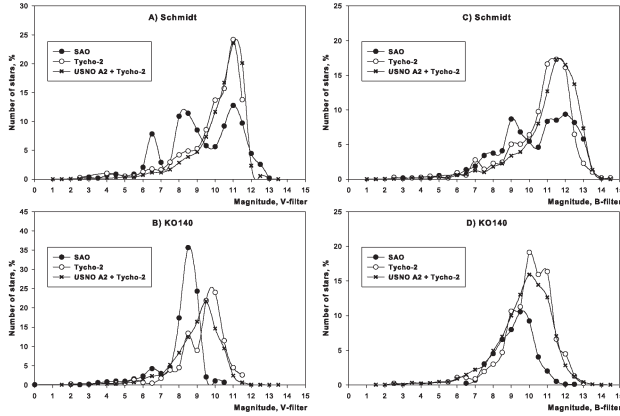 A) Schmidt
Number of stars, %
30
25
20
15
10
5
0
SAO
Tycho-2
USNO A2 + Tycho-2
0 1 2 3 4 5 6 7 8 9 10 11 12 13 14 15
Magnitude, V-filter
C) Schmidt
Number of stars, %
25
20
15
10
5
0
SAO
Tycho-2
USNO A2 + Tycho-2
0 1 2 3 4 5 6 7 8 9 10 11 12 13 14 15
Magnitude, B-filter
B) KO140
Number of stars, %
45
40
35
30
25
20
15
10
5
0
SAO
Tycho-2
USNO A2 + Tycho-2
0 1 2 3 4 5 6 7 8 9 10 11 12 13 14 15
Magnitude, V-filter
D) KO140
Number of stars, %
25
20
15
10
5
0
SAO
Tycho-2
USNO A2 + Tycho-2
0 1 2 3 4 5 6 7 8 9 10 11 12 13 14 15
Magnitude, B-filter